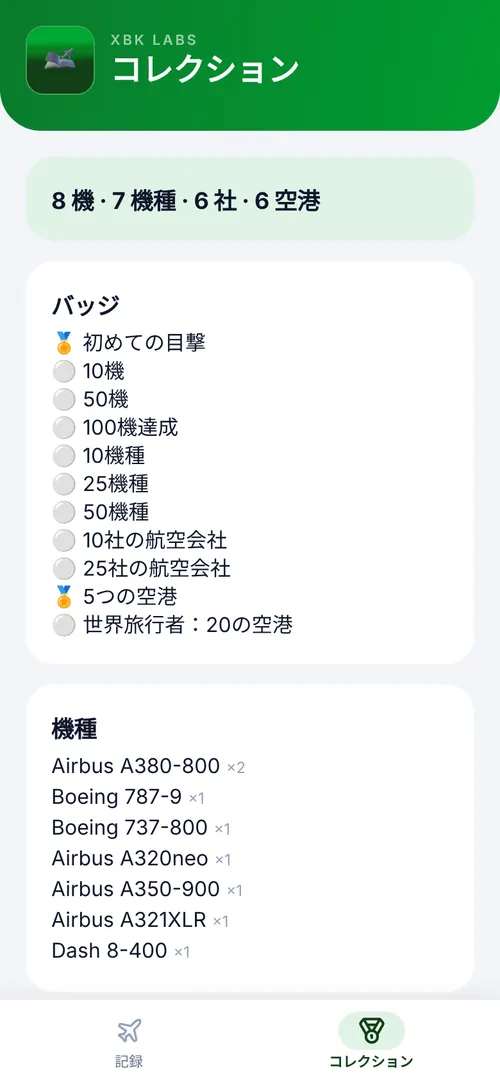 XBK LABS
コレクション
8 機 · 7 機種 · 6 社 · 6 空港
バッジ
🏅 初めての目撃
⚪ 10機
⚪ 50機
⚪ 100機達成
⚪ 10機種
⚪ 25機種
⚪ 50機種
⚪ 10社の航空会社
⚪ 25社の航空会社
🏅 5つの空港
⚪ 世界旅行者：20の空港
機種
Airbus A380-800 ×2
Boeing 787-9 ×1
Boeing 737-800 ×1
Airbus A320neo ×1
Airbus A350-900 ×1
Airbus A321XLR ×1
Dash 8-400 ×1
記録
コレクション